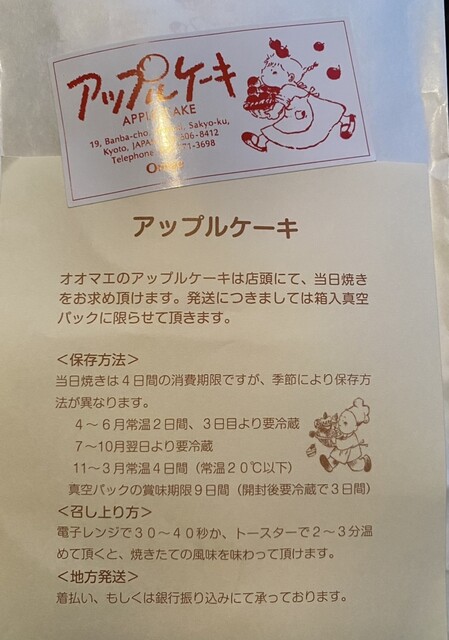 アップルケーキ
APPLE CAKE
19, Banba-cho, Sakyo-ku,
Kyoto, JAPAN 606-8412
Telephone 71-3698
アップルケーキ
オオマエのアップルケーキは店頭にて、当日焼き
をお求め頂けます。発送につきましては箱入真空
パックに限らせて頂きます。
＜保存方法＞
当日焼きは４日間の消費期限ですが、季節により保存方
法が異なります。
４～６月常温２日間、３日目より要冷蔵
７～10月翌日より要冷蔵
11～３月常温４日間（常温２０℃以下）
真空パックの賞味期限９日間（開封後要冷蔵で３日間）
＜召し上り方＞
電子レンジで３０～４０秒か、トースターで２～３分温
めて頂くと、焼きたての風味を味わって頂けます。
＜地方発送＞
着払い、もしくは銀行振り込みにて承っております。